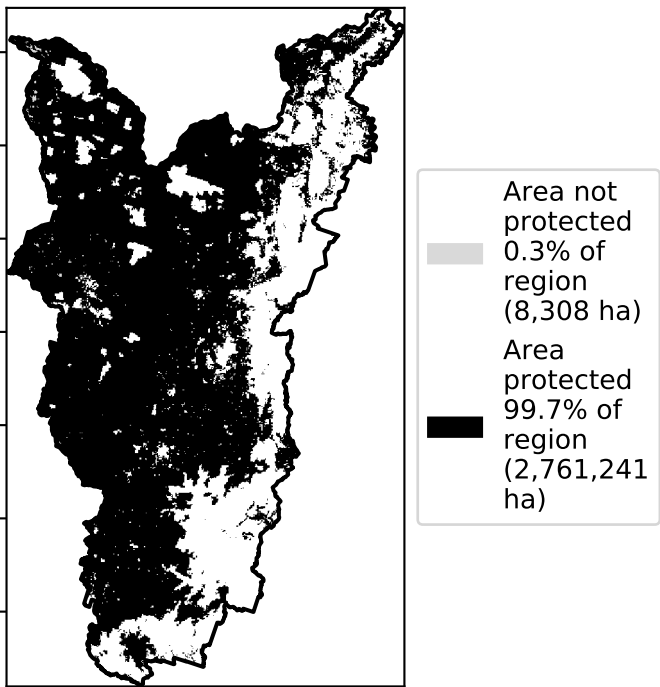 Area not
protected
0.3% of
region
(8,308 ha)
Area
protected
99.7% of
region
(2,761,241
ha)